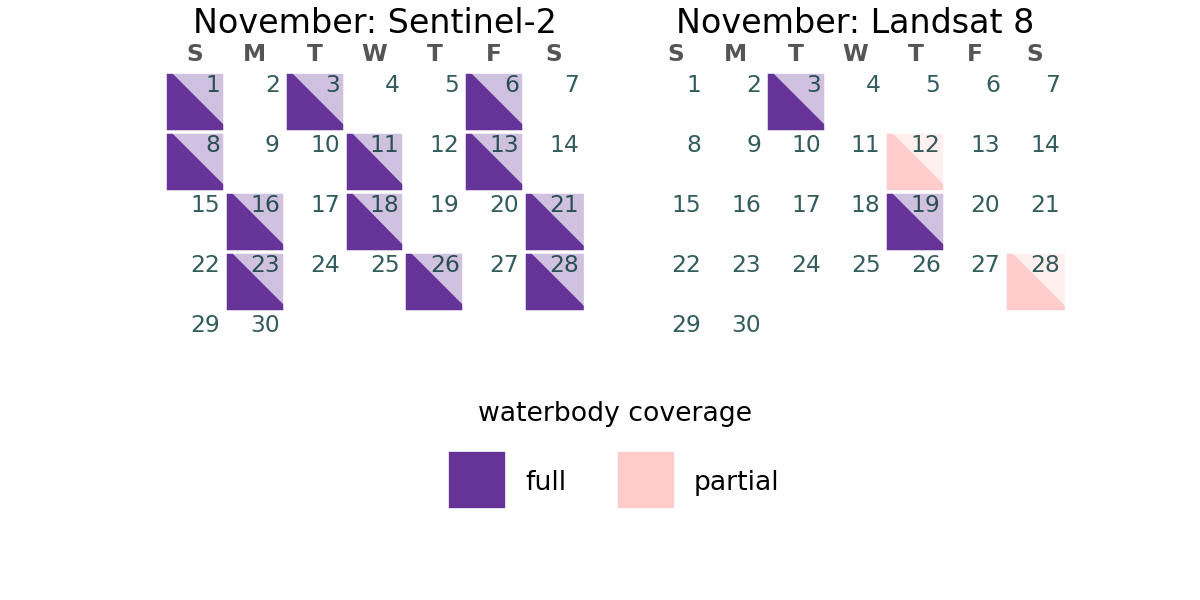 November: Sentinel-2
S M T W T F S
1 2 3 4 5 6 7
8 9 10 11 12 13 14
15 16 17 18 19 20 21
22 23 24 25 26 27 28
29 30
November: Landsat 8
S M T W T F S
1 2 3 4 5 6 7
8 9 10 11 12 13 14
15 16 17 18 19 20 21
22 23 24 25 26 27 28
29 30
waterbody coverage
full partial